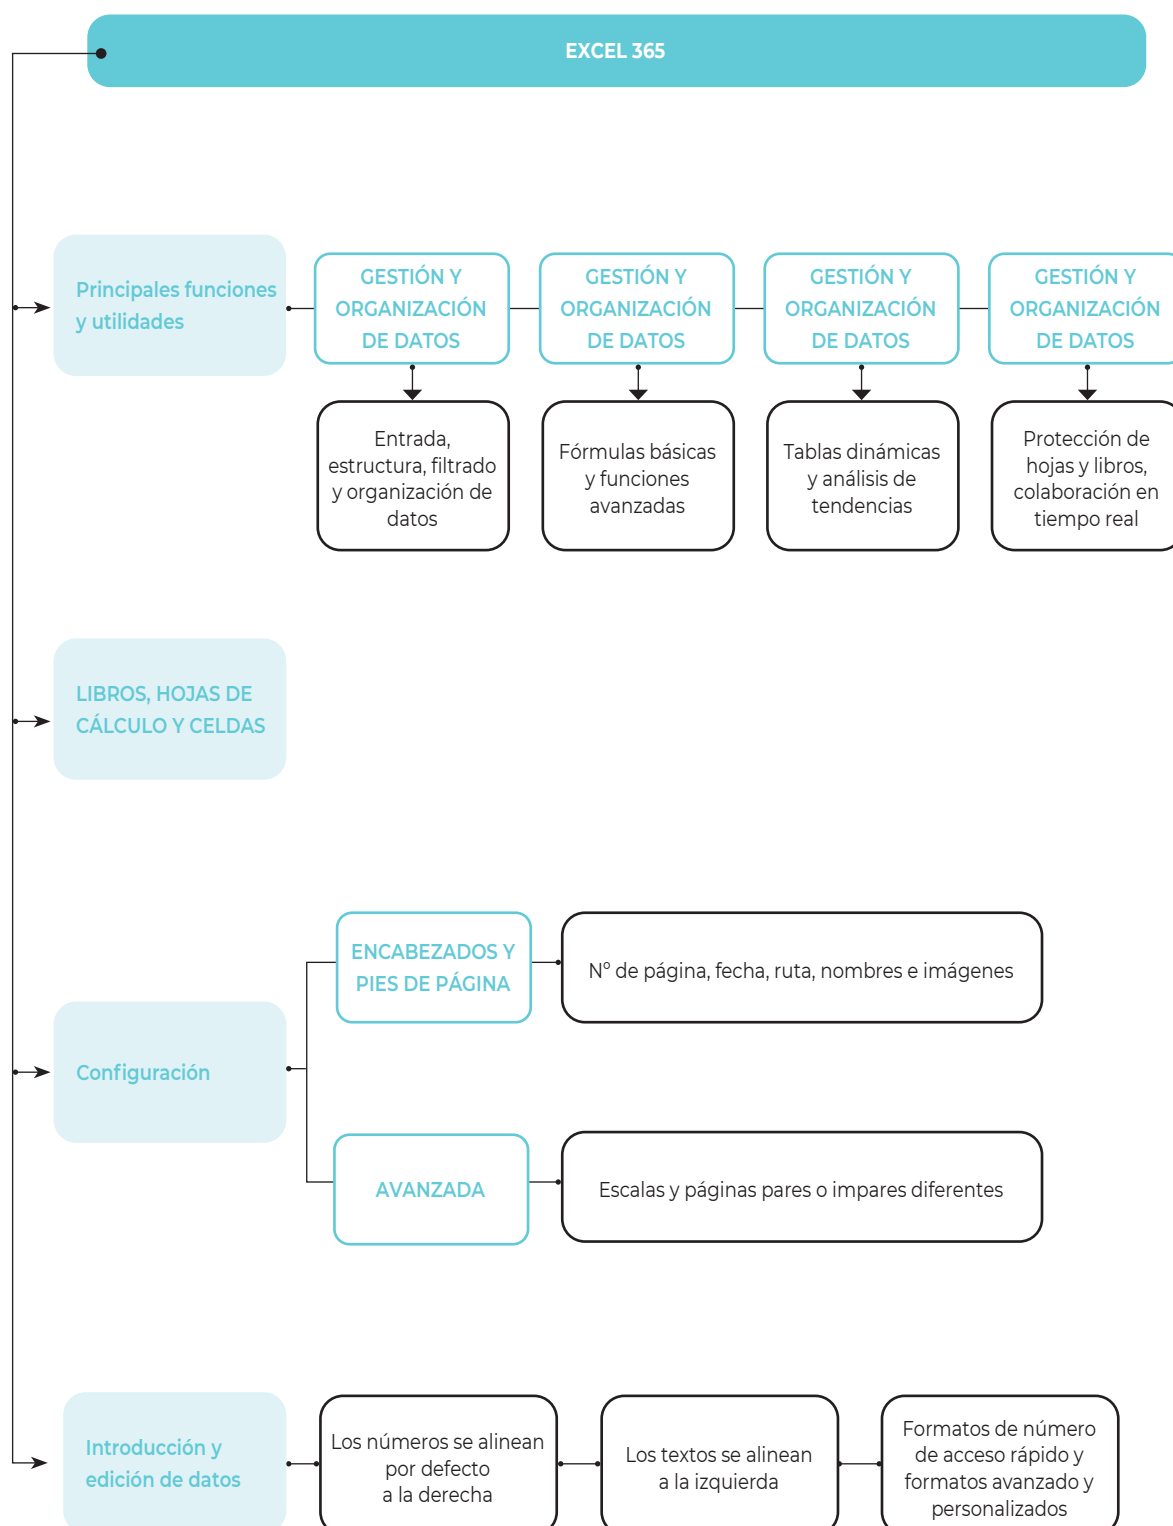 EXCEL 365
Principales funciones
y utilidades
GESTIÓN Y
ORGANIZACIÓN
DE DATOS
GESTIÓN Y
ORGANIZACIÓN
DE DATOS
GESTIÓN Y
ORGANIZACIÓN
DE DATOS
GESTIÓN Y
ORGANIZACIÓN
DE DATOS
Entrada,
estructura, filtrado
y organización de
datos
Fórmulas básicas
y funciones
avanzadas
Tablas dinámicas
y análisis de
tendencias
Protección de
hojas y libros,
colaboración en
tiempo real
LIBROS, HOJAS DE
CÁLCULO Y CELDAS
Configuración
ENCABEZADOS Y
PIES DE PÁGINA
Nº de página, fecha, ruta, nombres e imágenes
AVANZADA
Escalas y páginas pares o impares diferentes
Introducción y
edición de datos
Los números se alinean
por defecto
a la derecha
Los textos se alinean
a la izquierda
Formatos de número
de acceso rápido y
formatos avanzado y
personalizados